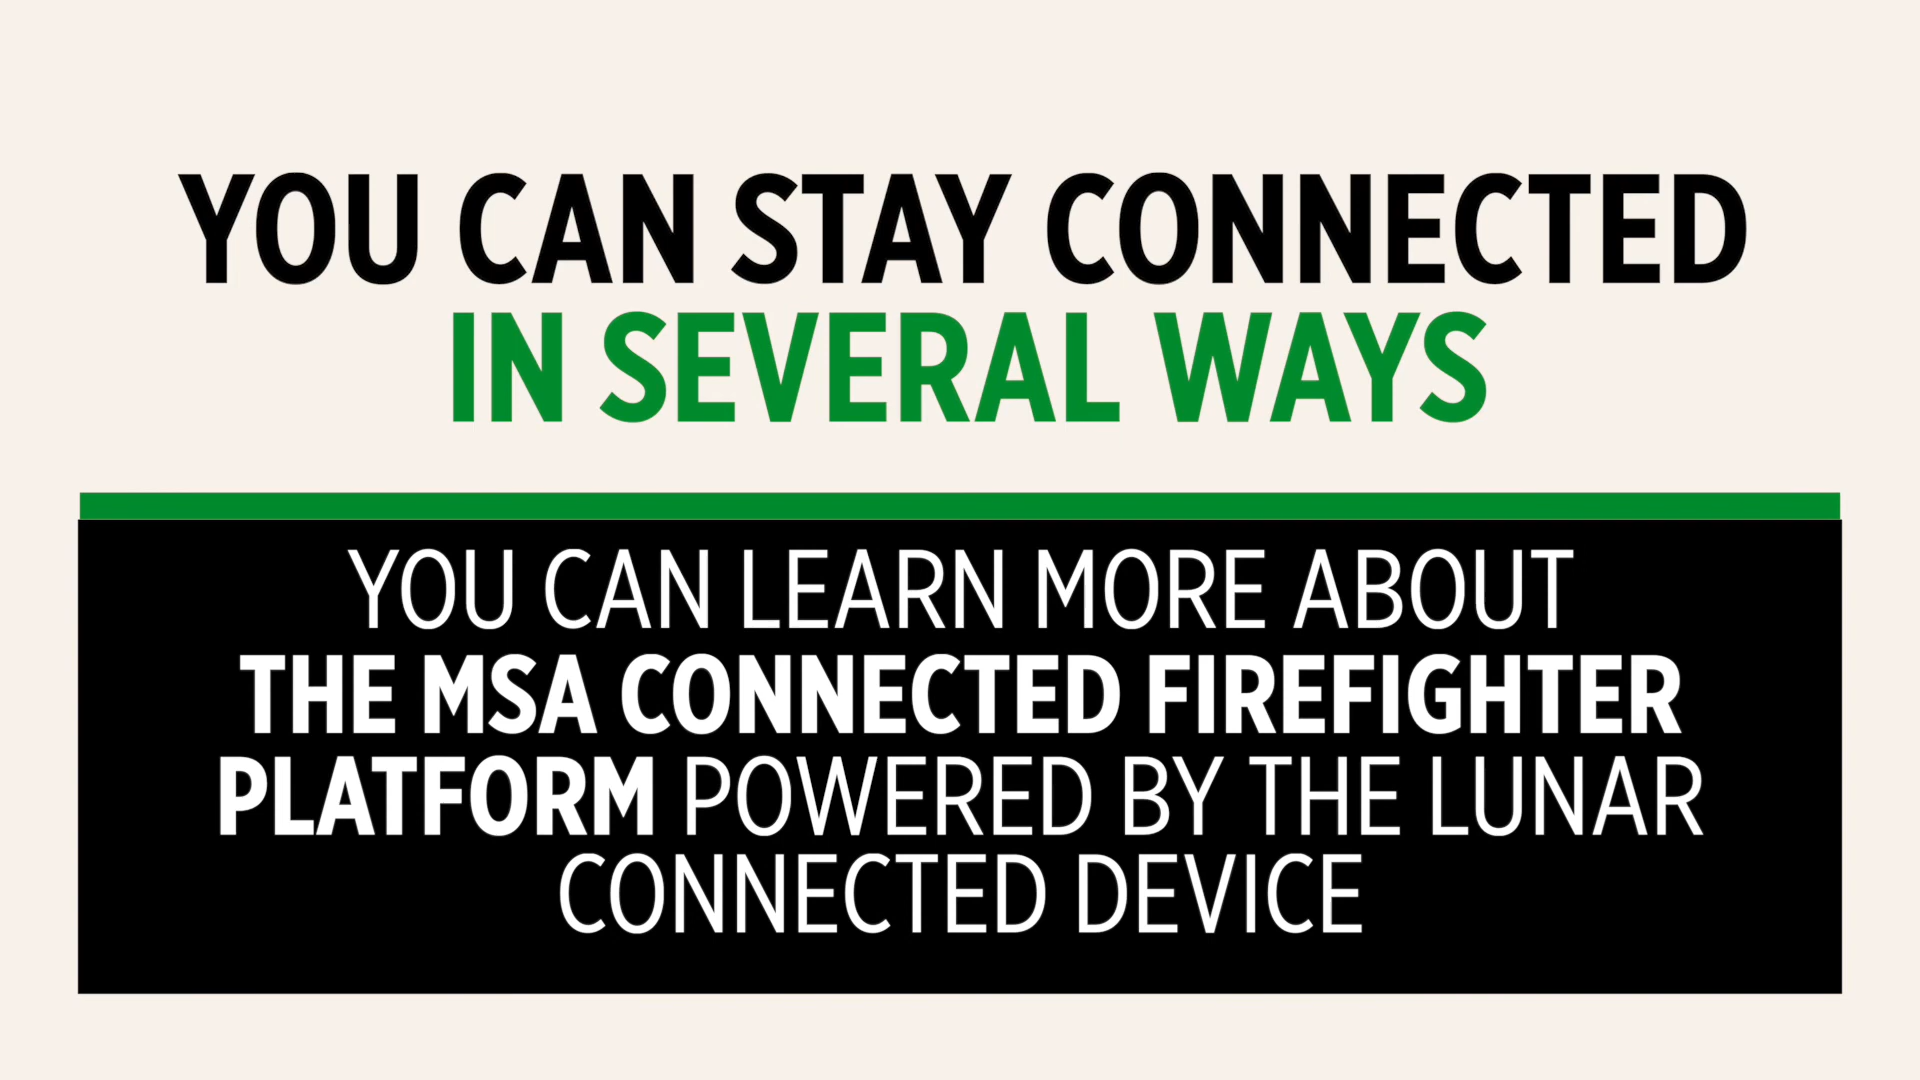 YOU CAN STAY CONNECTED
IN SEVERAL WAYS
YOU CAN LEARN MORE ABOUT
THE MSA CONNECTED FIREFIGHTER
PLATFORM POWERED BY THE LUNAR
CONNECTED DEVICE